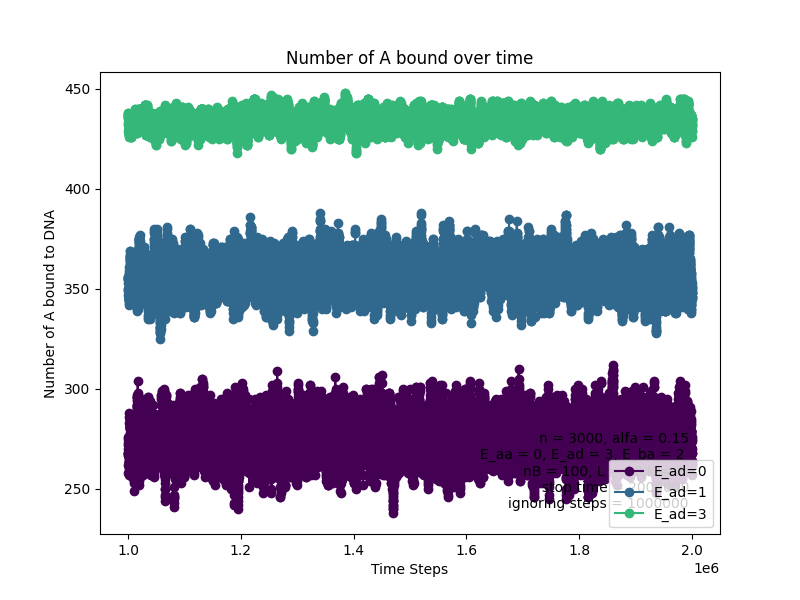 Number of A bound over time
Number of A bound to DNA
450
400
350
300
250
n = 3000, alfa = 0.15
E_aa = 0, E_ad = 3, E_ba = 2
nB = 100, L
stop time
ignoring steps = 1000000
E_ad=0
E_ad=1
E_ad=3
1.0
1.2
1.4
1.6
1.8
2.0
1e6
Time Steps